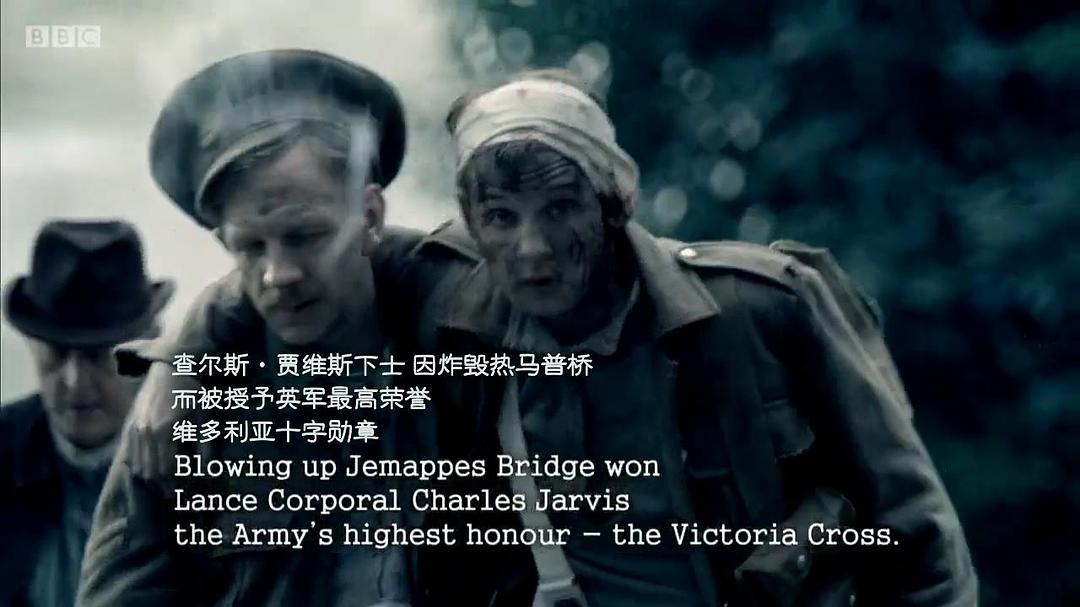 BBC
查尔斯·贾维斯下士 因炸毁热马普桥
而被授予英军最高荣誉
维多利亚十字勋章
Blowing up Jemappes Bridge won
Lance Corporal Charles Jarvis
the Army's highest honour – the Victoria Cross.